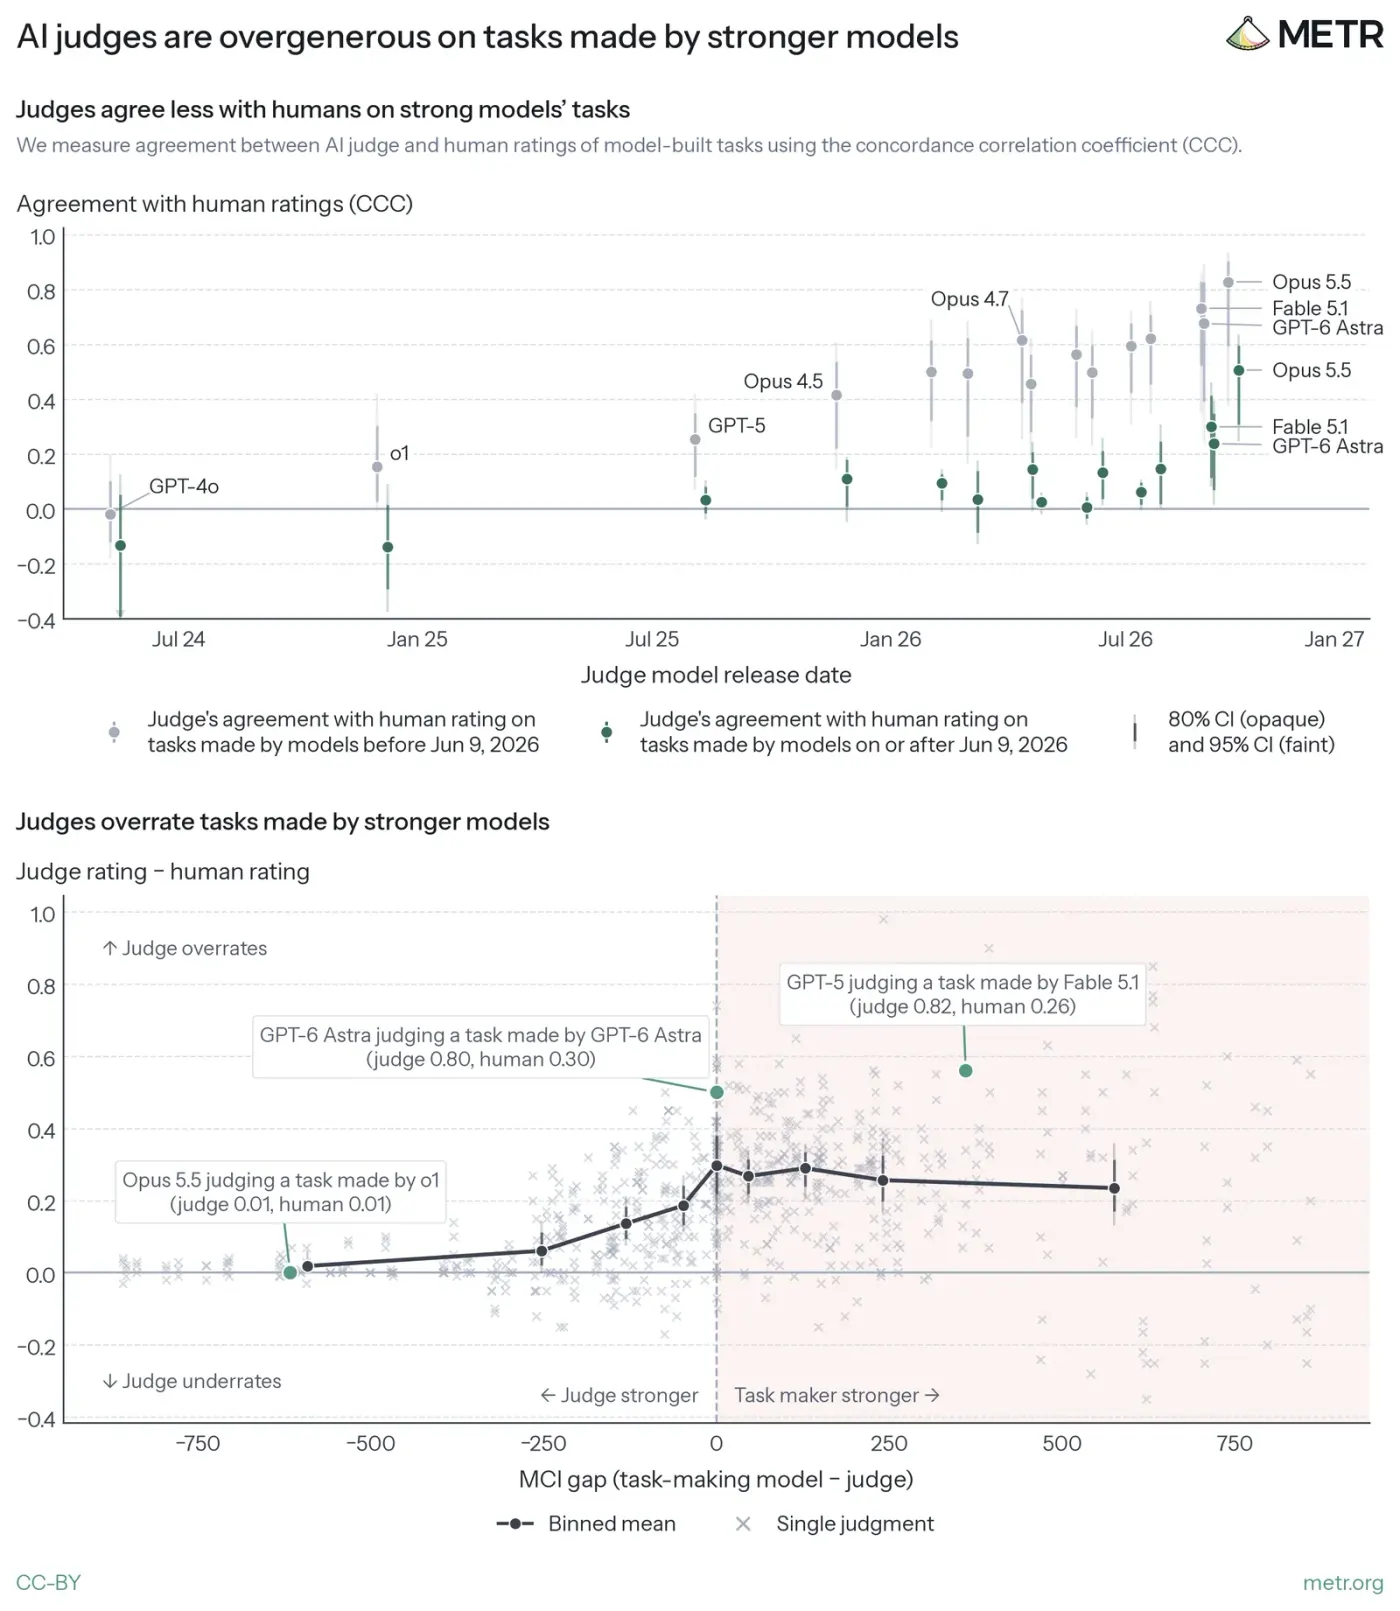 AI judges are overgenerous on tasks made by stronger models
METR
Judges agree less with humans on strong models' tasks
We measure agreement between AI judge and human ratings of model-built tasks using the concordance correlation coefficient (CCC).
Agreement with human ratings (CCC)
1.0
0.8
0.6
0.4
0.2
0.0
−0.2
−0.4
GPT-4o
o1
GPT-5
Opus 4.5
Opus 4.7
Opus 5.5
Fable 5.1
GPT-6 Astra
Opus 5.5
Fable 5.1
GPT-6 Astra
Jul 24
Jan 25
Jul 25
Jan 26
Jul 26
Jan 27
Judge model release date
Judge's agreement with human rating on
tasks made by models before Jun 9, 2026
Judge's agreement with human rating on
tasks made by models on or after Jun 9, 2026
80% CI (opaque)
and 95% CI (faint)
Judges overrate tasks made by stronger models
Judge rating − human rating
1.0
0.8
0.6
0.4
0.2
0.0
−0.2
−0.4
↑ Judge overrates
GPT-5 judging a task made by Fable 5.1
(judge 0.82, human 0.26)
GPT-6 Astra judging a task made by GPT-6 Astra
(judge 0.80, human 0.30)
Opus 5.5 judging a task made by o1
(judge 0.01, human 0.01)
↓ Judge underrates
← Judge stronger
Task maker stronger →
−750
−500
−250
0
250
500
750
MCI gap (task-making model − judge)
Binned mean
Single judgment
CC-BY
metr.org